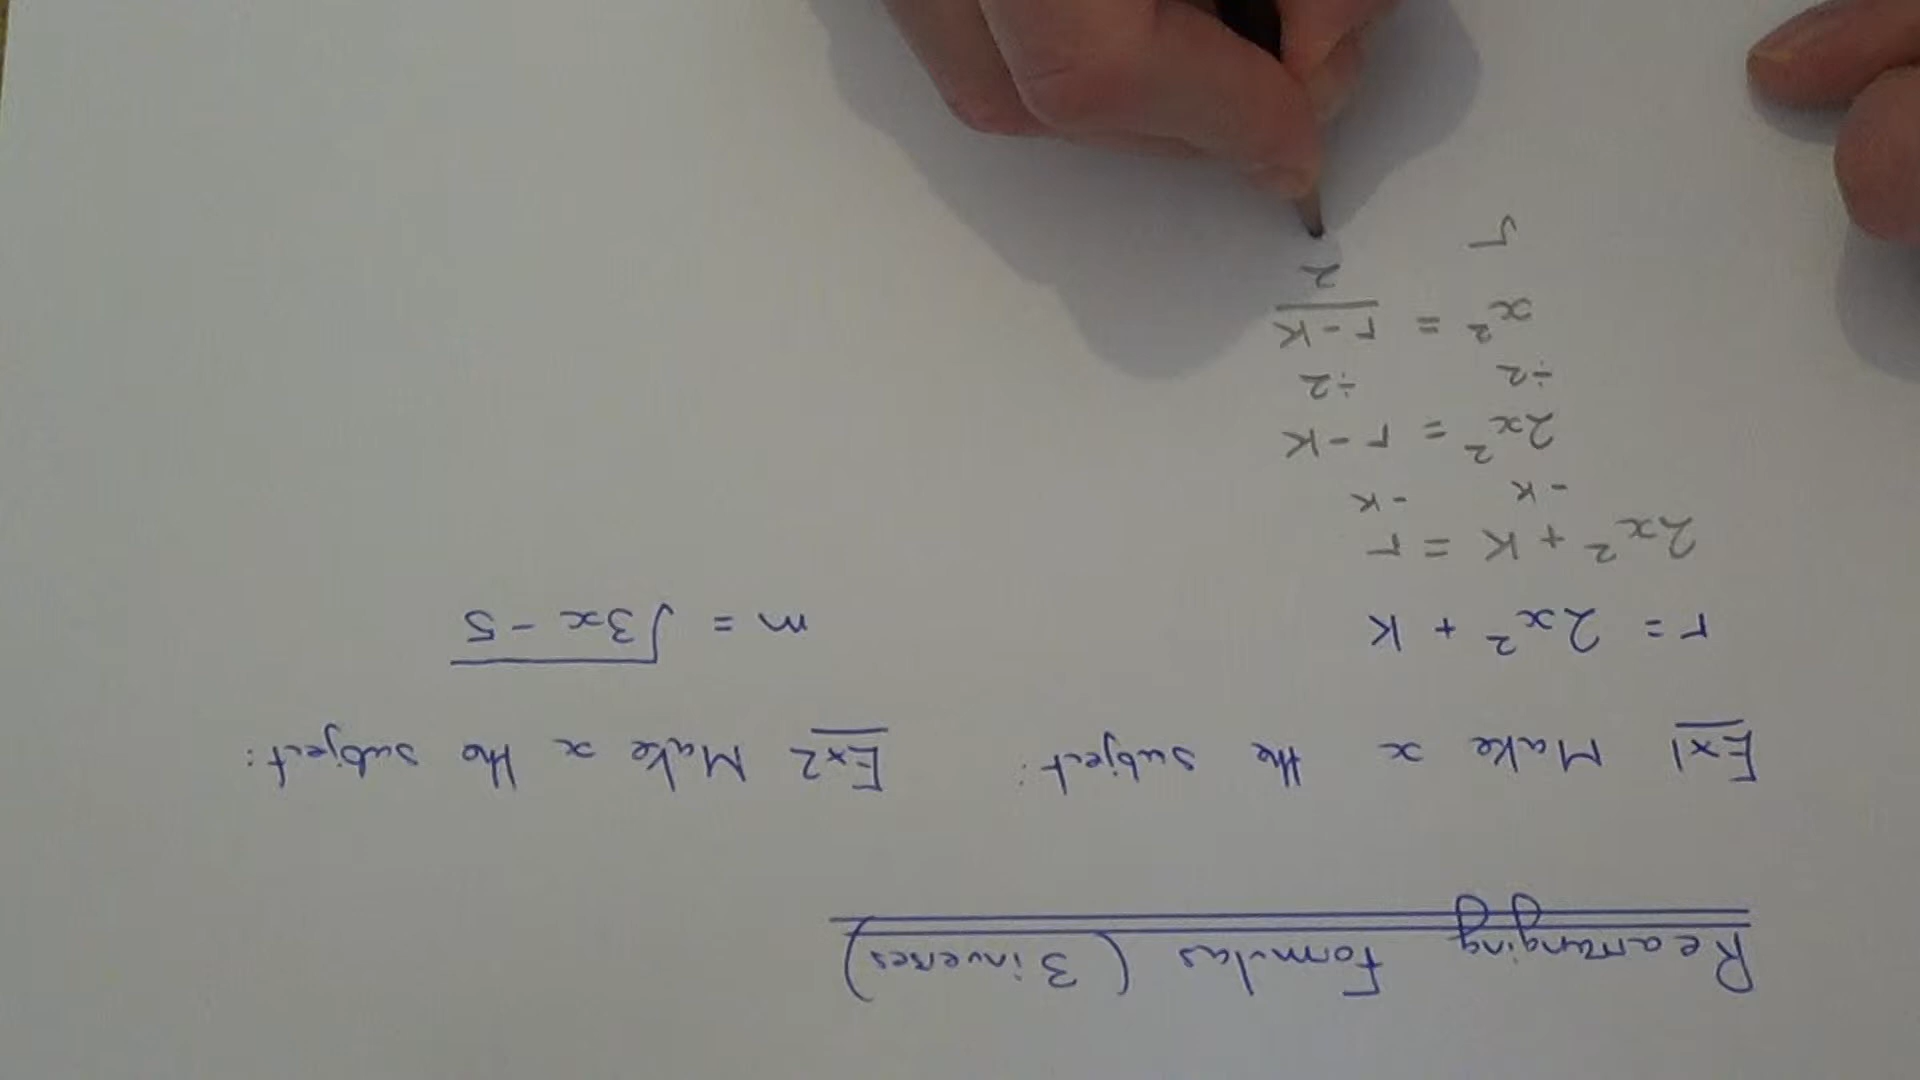 Rearranging Formulas (3 inverses)
Ex1 Make x the subject:
r = 2x² + k
2x² + k = r
-k -k
2x² = r - k
÷2 ÷2
x² = r - k
2
√
Ex2 Make x the subject:
m = √3x - 5